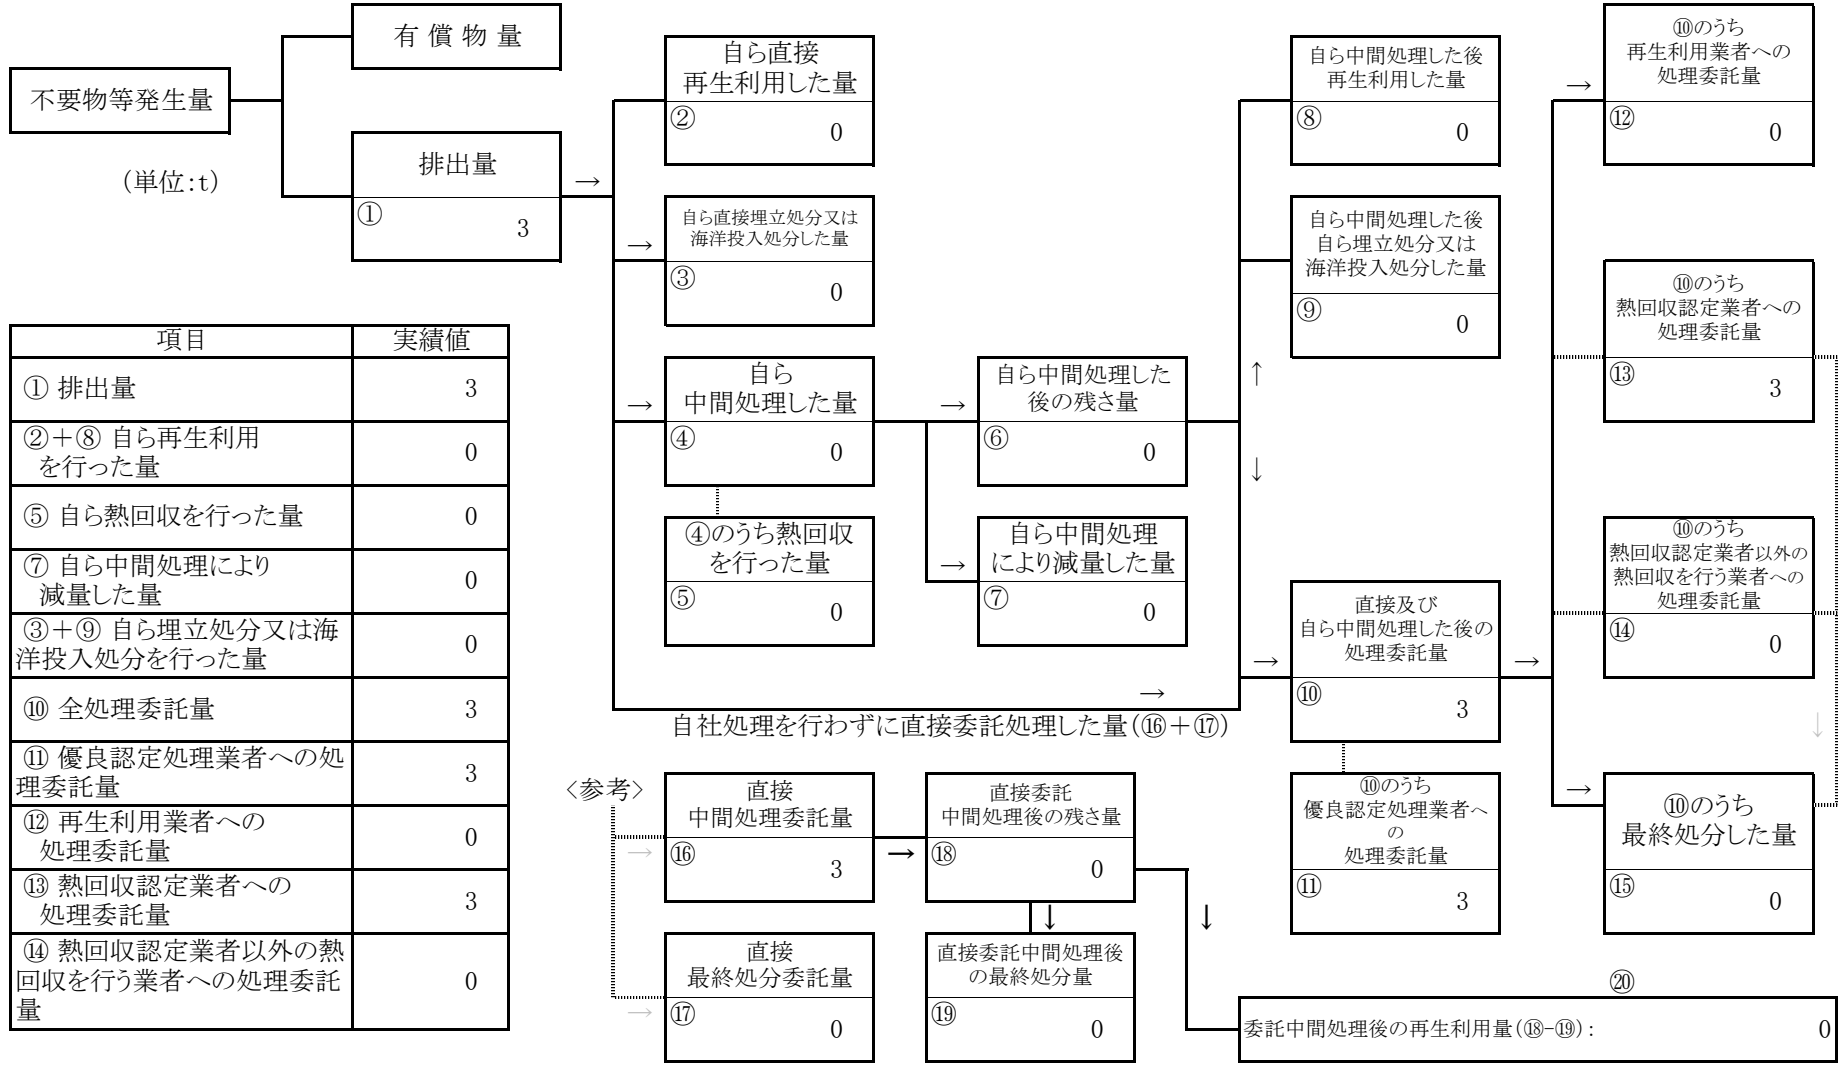 不要物等発生量
(単位:t)
有 償 物 量
排出量
①
3
→
自ら直接
再生利用した量
②
0
→
自ら直接埋立処分又は
海洋投入処分した量
③
0
→
自ら
中間処理した量
④
0
④のうち熱回収
を行った量
⑤
0
→
自ら中間処理した
後の残さ量
⑥
0
→
自ら中間処理
により減量した量
⑦
0
↑
↓
自ら中間処理した後
再生利用した量
⑧
0
自ら中間処理した後
自ら埋立処分又は
海洋投入処分した量
⑨
0
→
自社処理を行わずに直接委託処理した量(⑯+⑰)
→
直接及び
自ら中間処理した後の
処理委託量
⑩
3
⑩のうち
優良認定処理業者へ
の
処理委託量
⑪
3
→
→
⑩のうち
再生利用業者への
処理委託量
⑫
0
⑩のうち
熱回収認定業者への
処理委託量
⑬
3
⑩のうち
熱回収認定業者以外の
熱回収を行う業者への
処理委託量
⑭
0
↓
→
⑩のうち
最終処分した量
⑮
0
項目 実績値
① 排出量 3
②+⑧ 自ら再生利用
を行った量 0
⑤ 自ら熱回収を行った量 0
⑦ 自ら中間処理により
減量した量 0
③+⑨ 自ら埋立処分又は海
洋投入処分を行った量 0
⑩ 全処理委託量 3
⑪ 優良認定処理業者への処
理委託量 3
⑫ 再生利用業者への
処理委託量 0
⑬ 熱回収認定業者への
処理委託量 3
⑭ 熱回収認定業者以外の熱
回収を行う業者への処理委託
量 0
<参考>
→
直接
中間処理委託量
⑯
3
→
直接委託
中間処理後の残さ量
⑱
0
→
直接
最終処分委託量
⑰
0
↓
直接委託中間処理後
の最終処分量
⑲
0
↓
⑳
委託中間処理後の再生利用量(⑱-⑲): 0